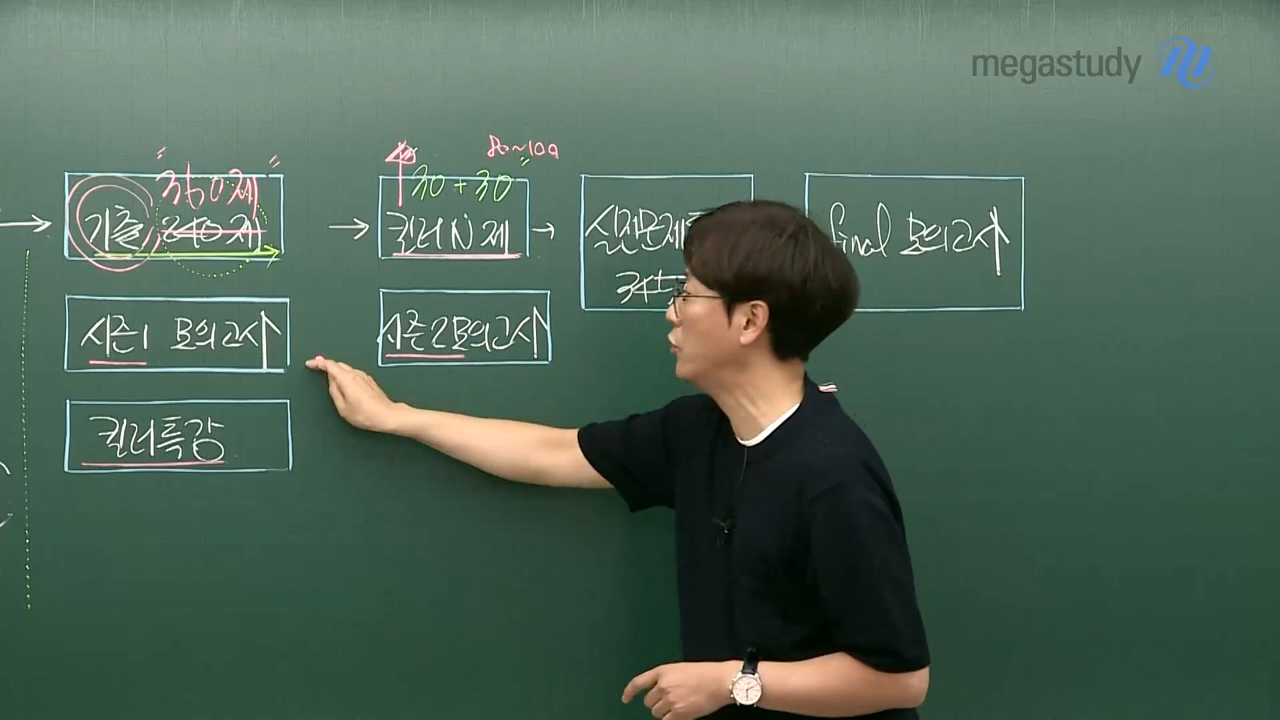 megastudy
" 360제 "
기출 240제
80~100
30 + 30 "
킬러 N제
실전문제
final 모의고사
시즌1 모의고사
시즌2 모의고사
킬러특강